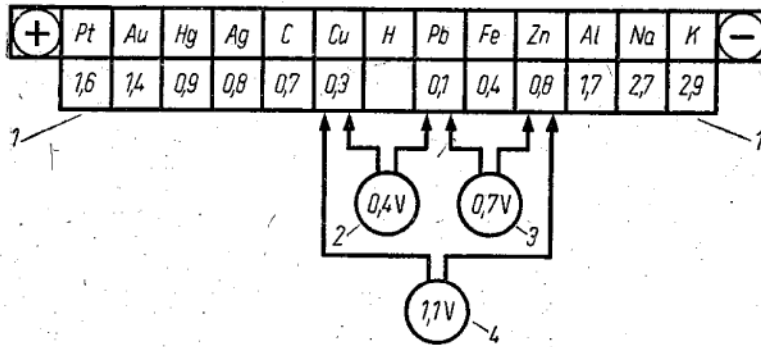 + Pt Au Hg Ag C Cu H Pb Fe Zn Al Na K −
1,6 1,4 0,9 0,8 0,7 0,3 0,1 0,4 0,8 1,7 2,7 2,9
1 1
0,4V 0,7V
2 3
1,1V
4